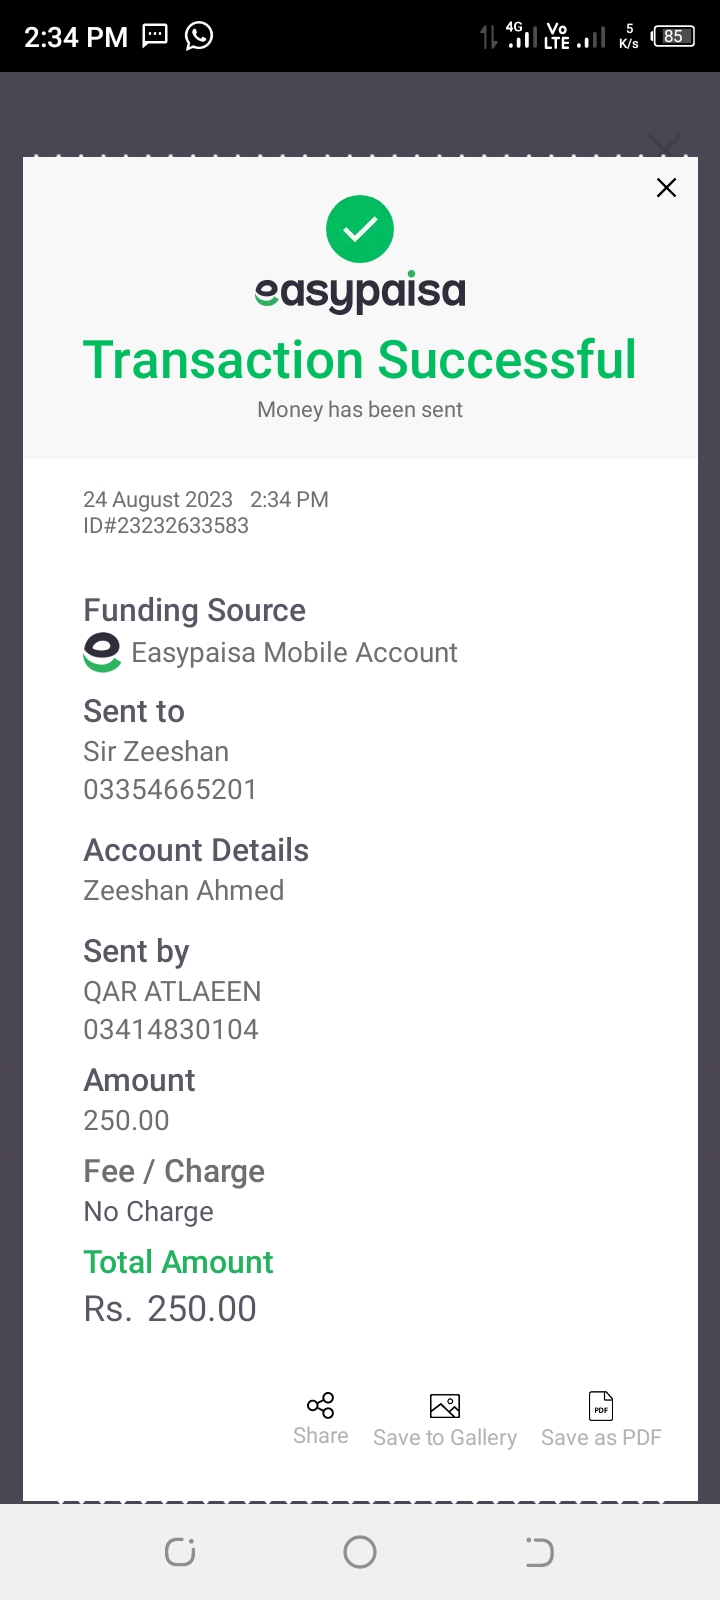 2:34 PM
4G Vo LTE 5 K/s 85
easypaisa
Transaction Successful
Money has been sent
24 August 2023 2:34 PM
ID#23232633583
Funding Source
Easypaisa Mobile Account
Sent to
Sir Zeeshan
03354665201
Account Details
Zeeshan Ahmed
Sent by
QAR ATLAEEN
03414830104
Amount
250.00
Fee / Charge
No Charge
Total Amount
Rs. 250.00
PDF
Share Save to Gallery Save as PDF